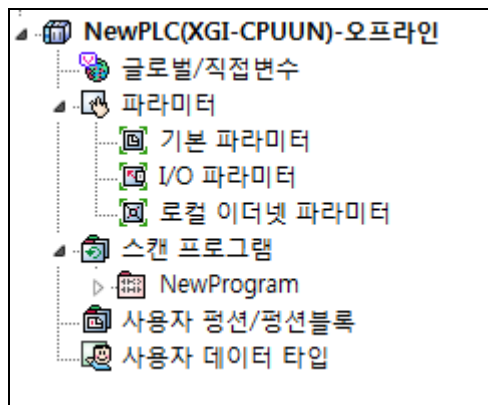 NewPLC(XGI-CPUUN)-오프라인
글로벌/직접변수
파라미터
기본 파라미터
I/O 파라미터
로컬 이더넷 파라미터
스캔 프로그램
NewProgram
사용자 펑션/펑션블록
사용자 데이터 타입